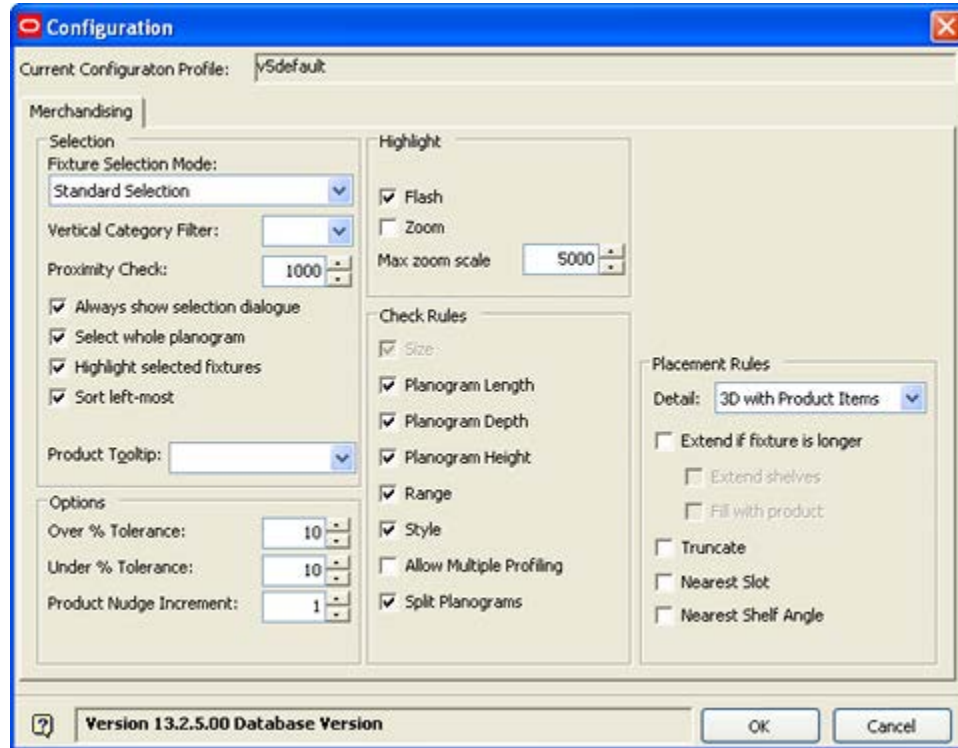 Configuration
Current Configuraton Profile: v5default
Merchandising
Selection
Fixture Selection Mode:
Standard Selection
Vertical Category Filter:
Proximity Check: 1000
Always show selection dialogue
Select whole planogram
Highlight selected fixtures
Sort left-most
Product Tooltip:
Options
Over % Tolerance: 10
Under % Tolerance: 10
Product Nudge Increment: 1
Highlight
Flash
Zoom
Max zoom scale 5000
Check Rules
Size
Planogram Length
Planogram Depth
Planogram Height
Range
Style
Allow Multiple Profiling
Split Planograms
Placement Rules
Detail: 3D with Product Items
Extend if fixture is longer
Extend shelves
Fill with product
Truncate
Nearest Slot
Nearest Shelf Angle
Version 13.2.5.00 Database Version
OK
Cancel